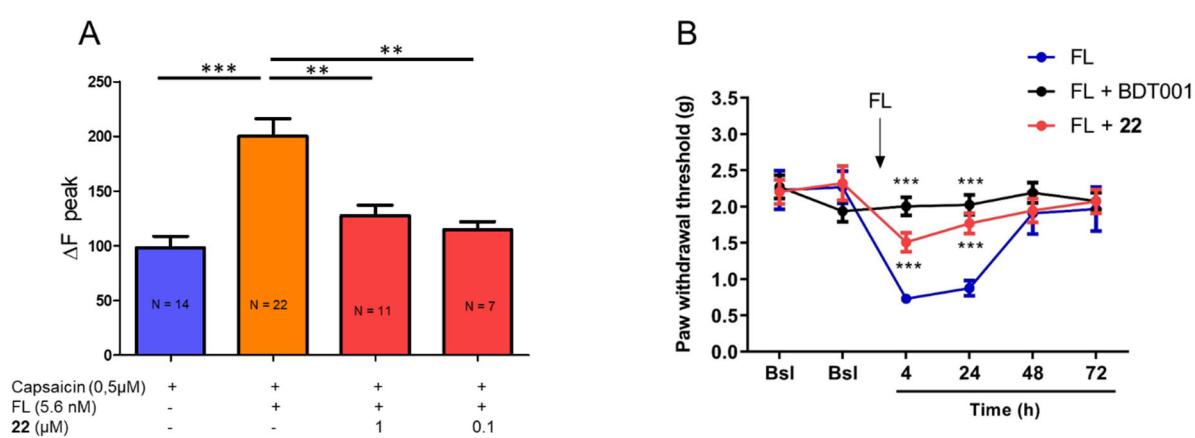 A
*** ** **
250
200
150
100
50
0
ΔF peak
N = 14 N = 22 N = 11 N = 7
Capsaicin (0,5µM) + + + +
FL (5.6 nM) - + + +
22 (µM) - - 1 0.1
B
FL
FL + BDT001
FL + 22
FL
3.5
3.0
2.5
2.0
1.5
1.0
0.5
0.0
Paw withdrawal threshold (g)
*** ***
*** ***
Bsl Bsl 4 24 48 72
Time (h)